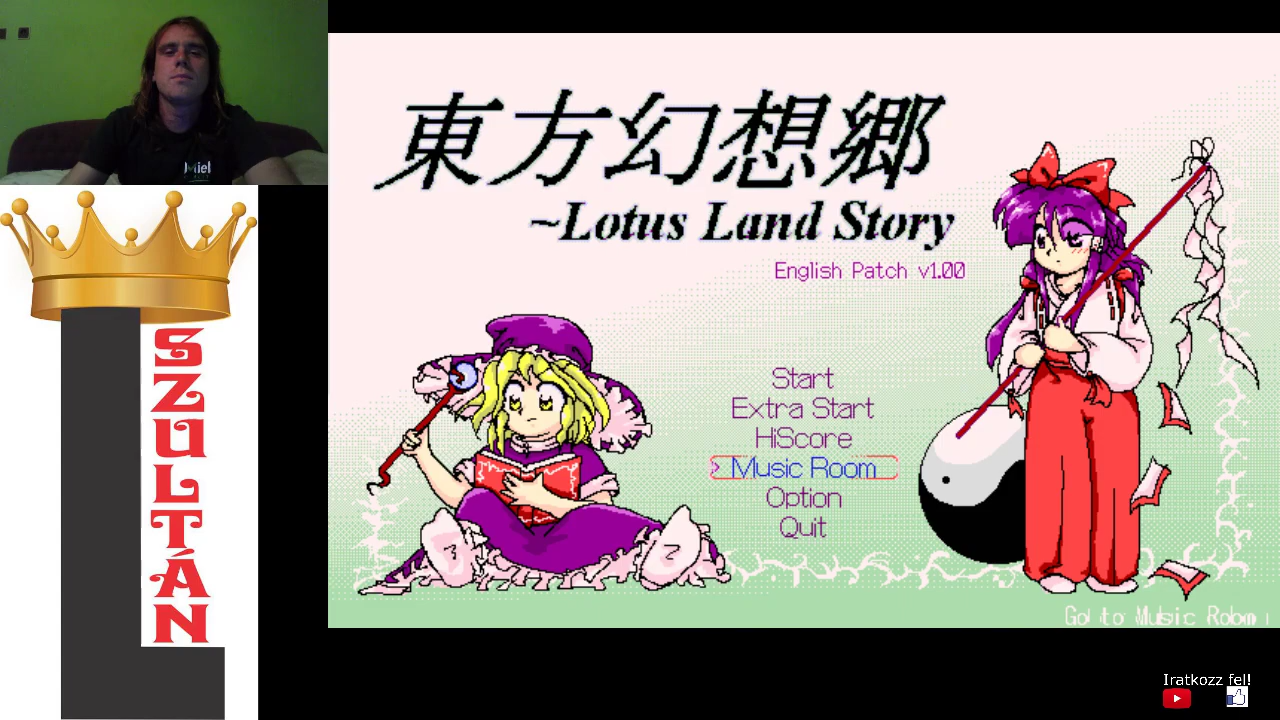 Miel
SZULTÁN
東方幻想郷
~Lotus Land Story
English Patch v1.00
Start
Extra Start
HiScore
Music Room
Option
Quit
Go to Music Room
Iratkozz fel!